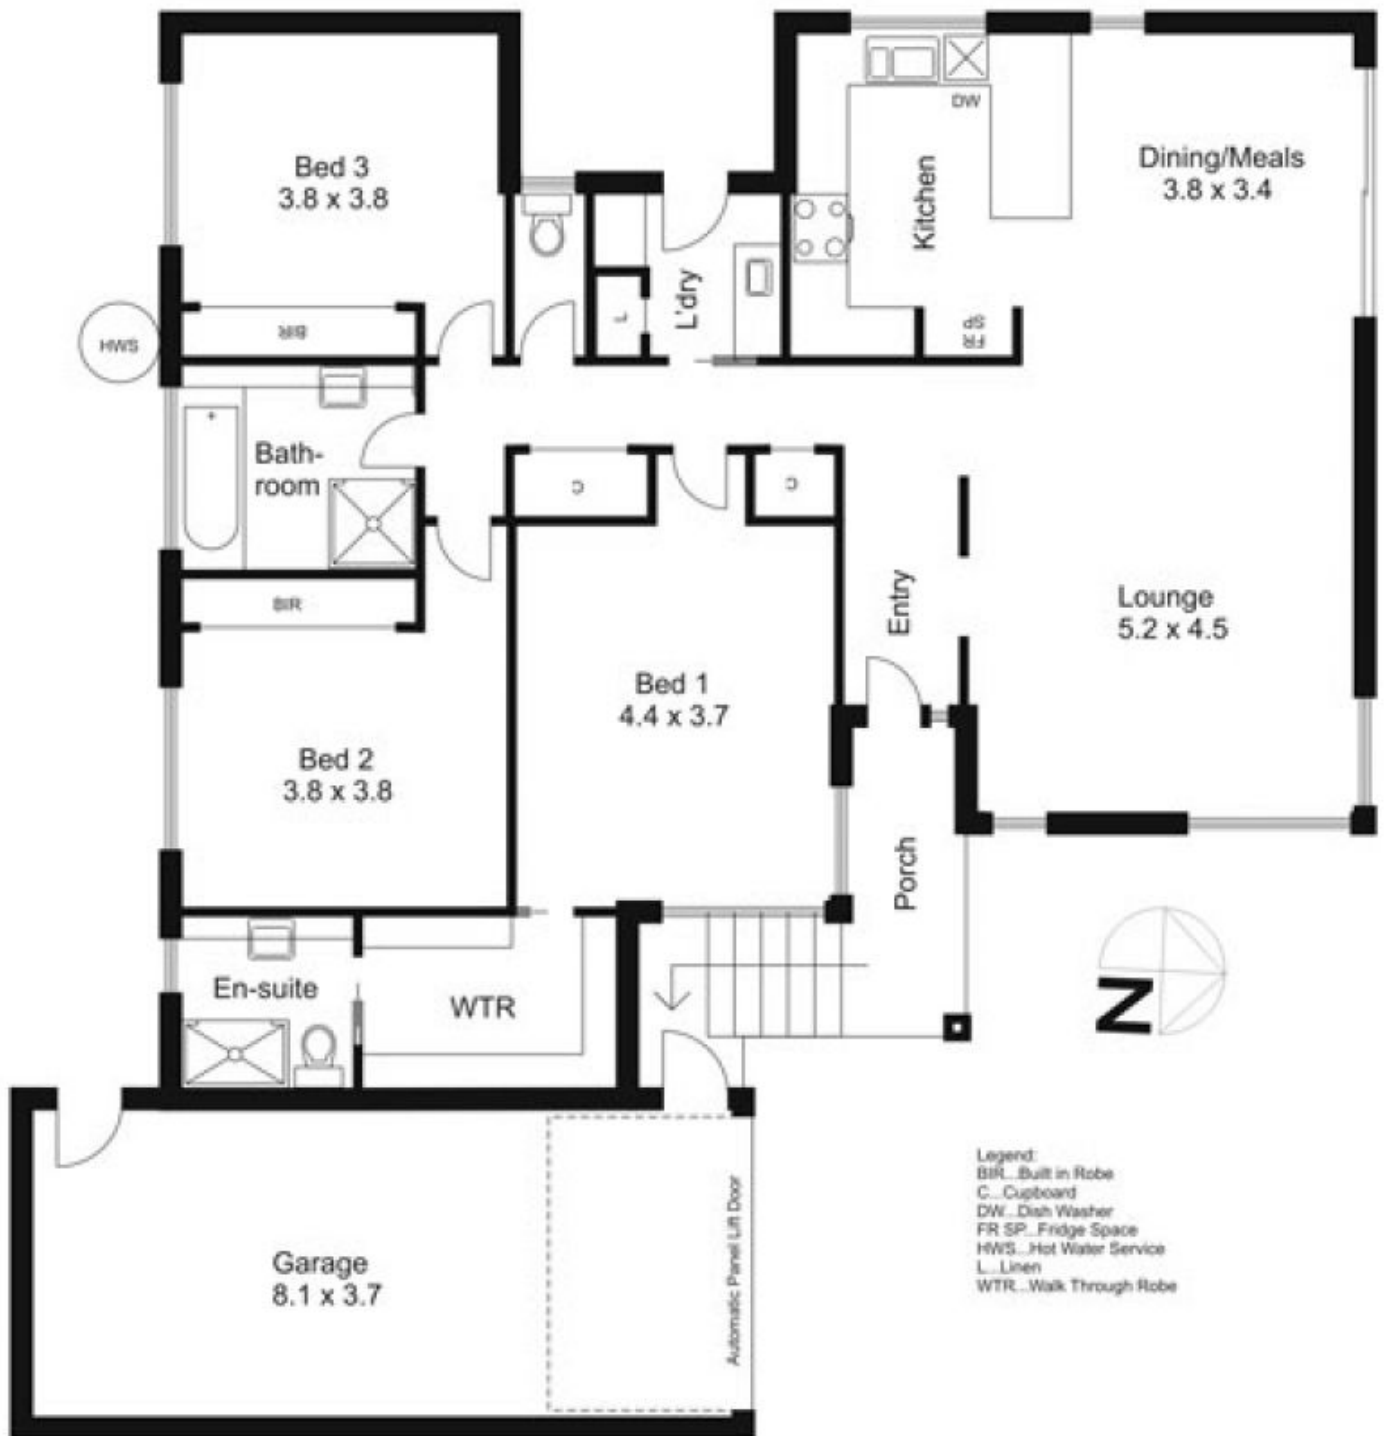 Bed 3
3.8 x 3.8
BIR
HWS
L
L'dry
Kitchen
DW
FR
SP
Dining/Meals
3.8 x 3.4
Bath-
room
C
C
BIR
Entry
Lounge
5.2 x 4.5
Bed 1
4.4 x 3.7
Bed 2
3.8 x 3.8
Porch
En-suite
WTR
N
Garage
8.1 x 3.7
Automatic Panel Lift Door
Legend:
BIR...Built in Robe
C...Cupboard
DW...Dish Washer
FR SP...Fridge Space
HWS...Hot Water Service
L...Linen
WTR...Walk Through Robe